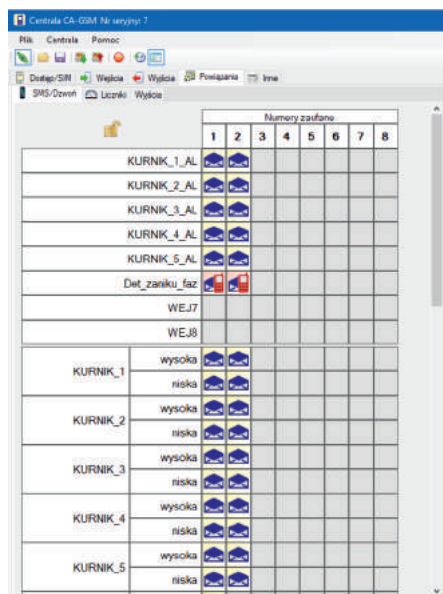 Centrala CA-GSM Nr seryjny: 7
Plik Centrala Pomoc
Dostęp/SIM Wejścia Wyjścia Powiązania Inne
SMS/Dzwoń Liczniki Wyjścia
Numery zaufane
1 2 3 4 5 6 7 8
KURNIK_1_AL
KURNIK_2_AL
KURNIK_3_AL
KURNIK_4_AL
KURNIK_5_AL
Det_zaniku_faz
WEJ7
WEJ8
KURNIK_1 wysoka
niska
KURNIK_2 wysoka
niska
KURNIK_3 wysoka
niska
KURNIK_4 wysoka
niska
KURNIK_5 wysoka
niska